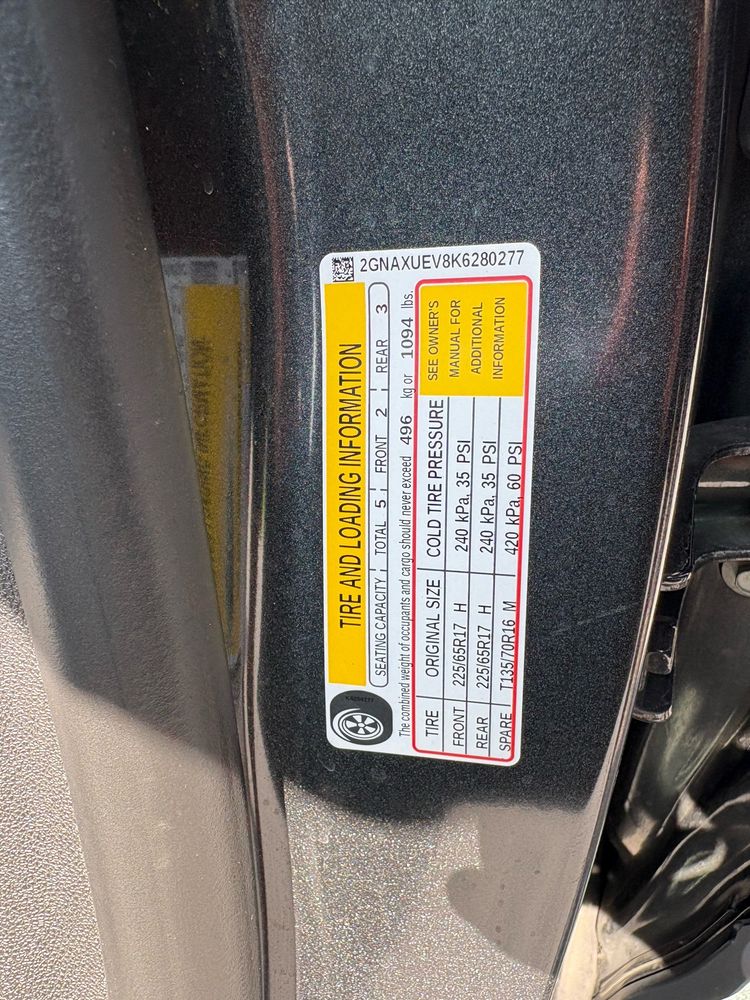 2GNAXUEV8K6280277
TIRE AND LOADING INFORMATION
SEATING CAPACITY TOTAL 5 FRONT 2 REAR 3
The combined weight of occupants and cargo should never exceed 496 kg or 1094 lbs.
TIRE ORIGINAL SIZE COLD TIRE PRESSURE
FRONT 225/65R17 H 240 kPa, 35 PSI
REAR 225/65R17 H 240 kPa, 35 PSI
SPARE T135/70R16 M 420 kPa, 60 PSI
SEE OWNER'S
MANUAL FOR
ADDITIONAL
INFORMATION